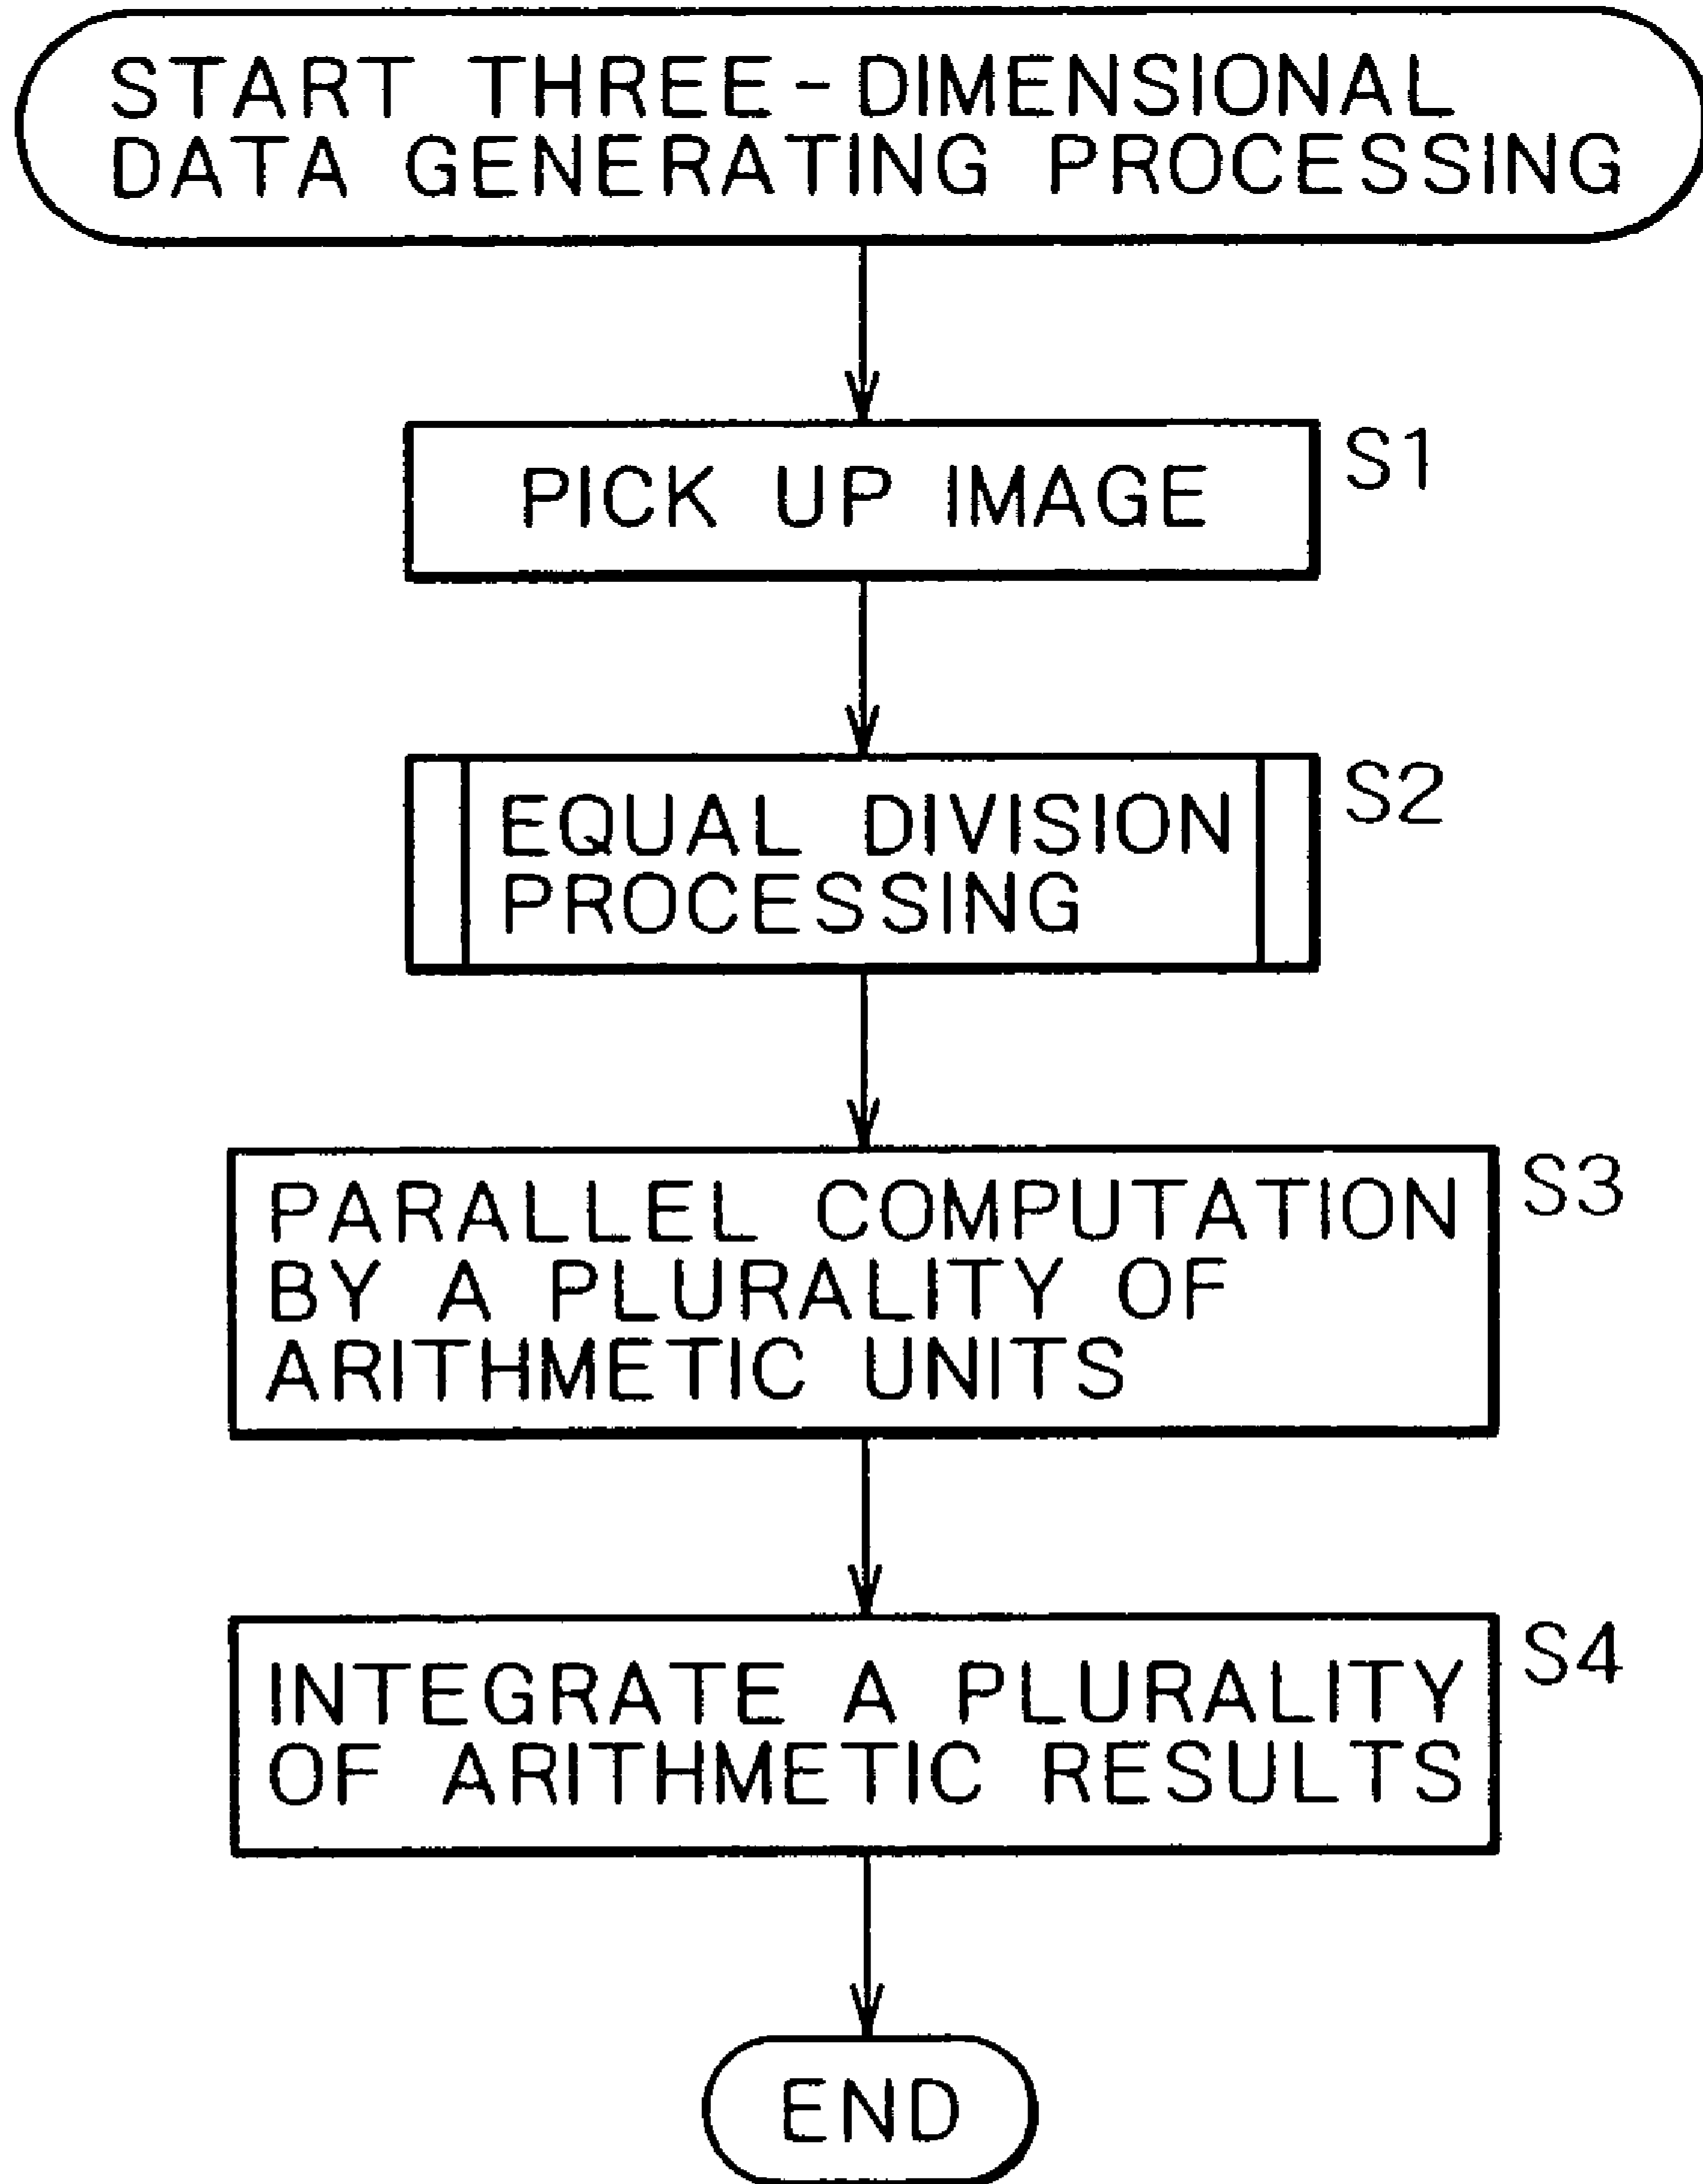 START THREE-DIMENSIONAL
DATA GENERATING PROCESSING
PICK UP IMAGE
S1
EQUAL DIVISION
PROCESSING
S2
PARALLEL COMPUTATION
BY A PLURALITY OF
ARITHMETIC UNITS
S3
INTEGRATE A PLURALITY
OF ARITHMETIC RESULTS
S4
END